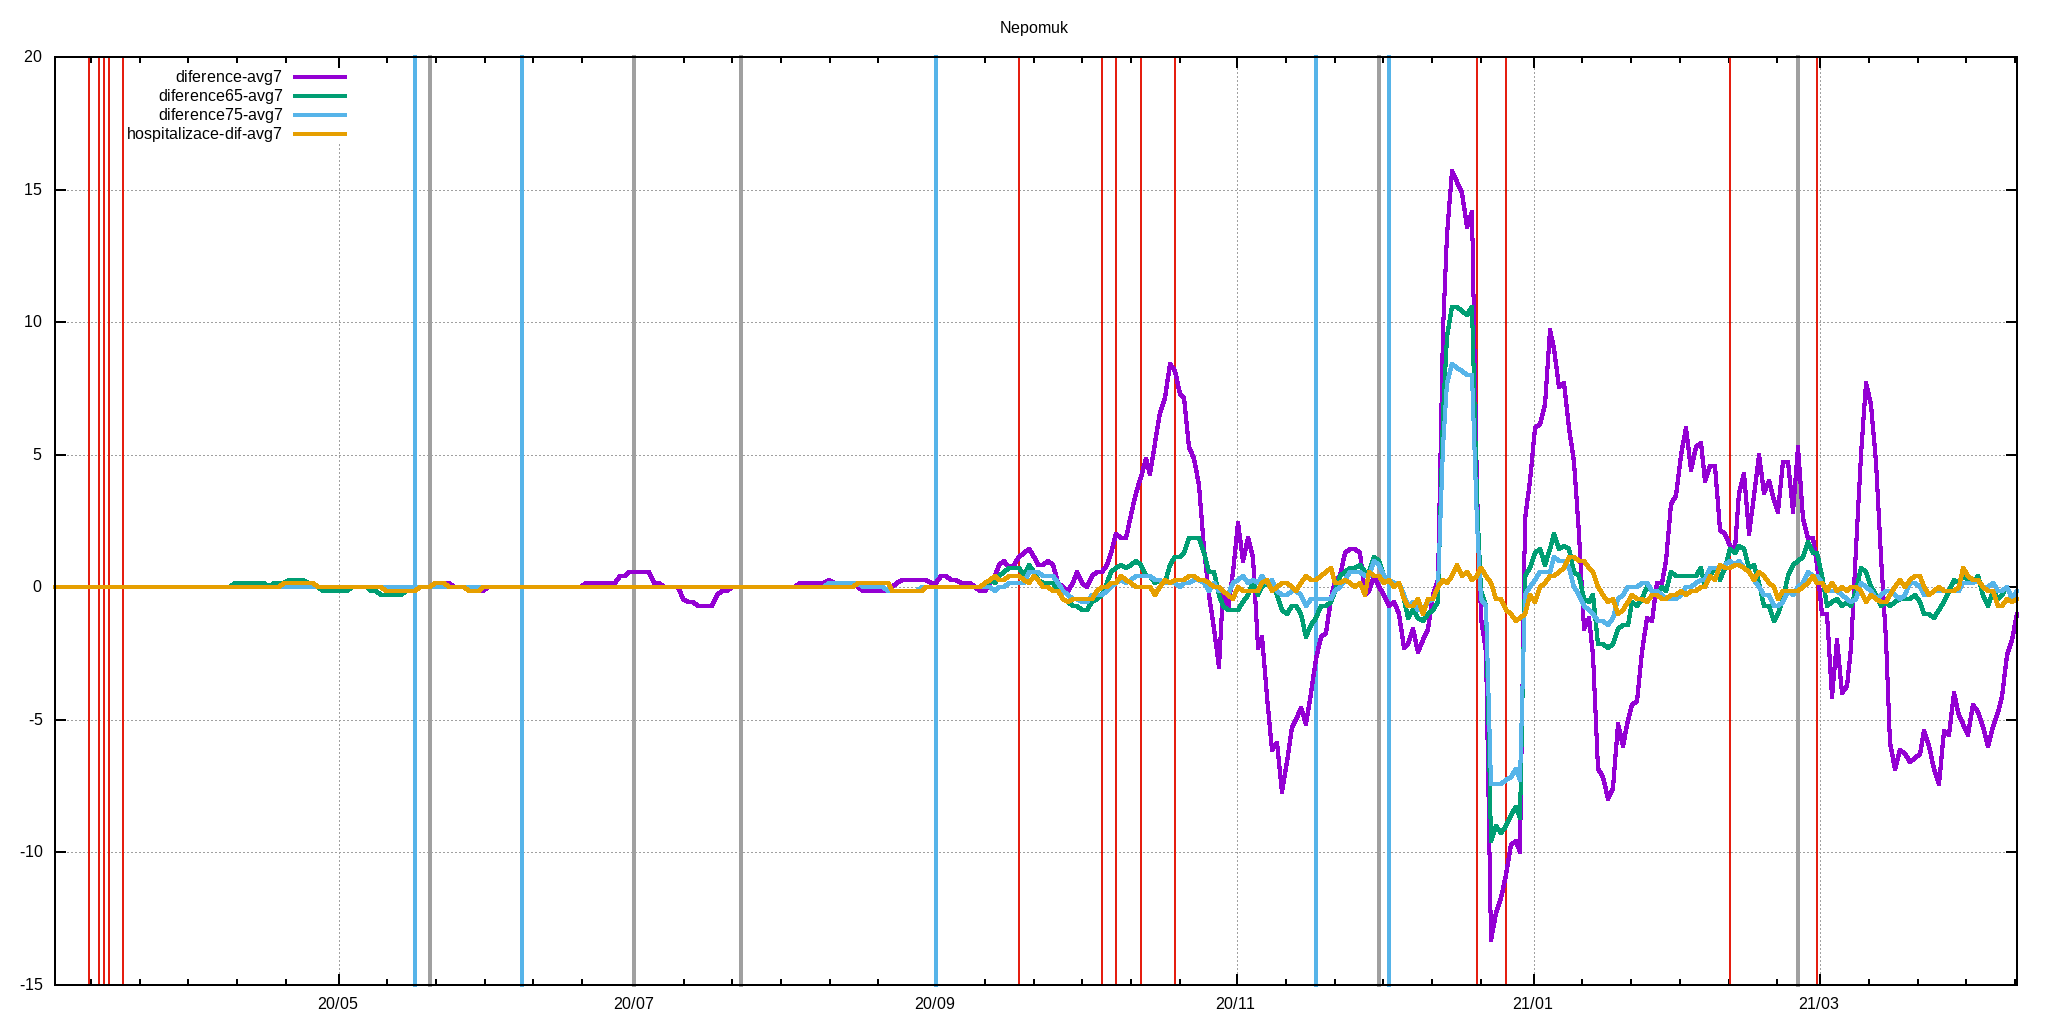 Nepomuk
20
15
10
5
0
-5
-10
-15
diference-avg7
diference65-avg7
diference75-avg7
hospitalizace-dif-avg7
20/05
20/07
20/09
20/11
21/01
21/03